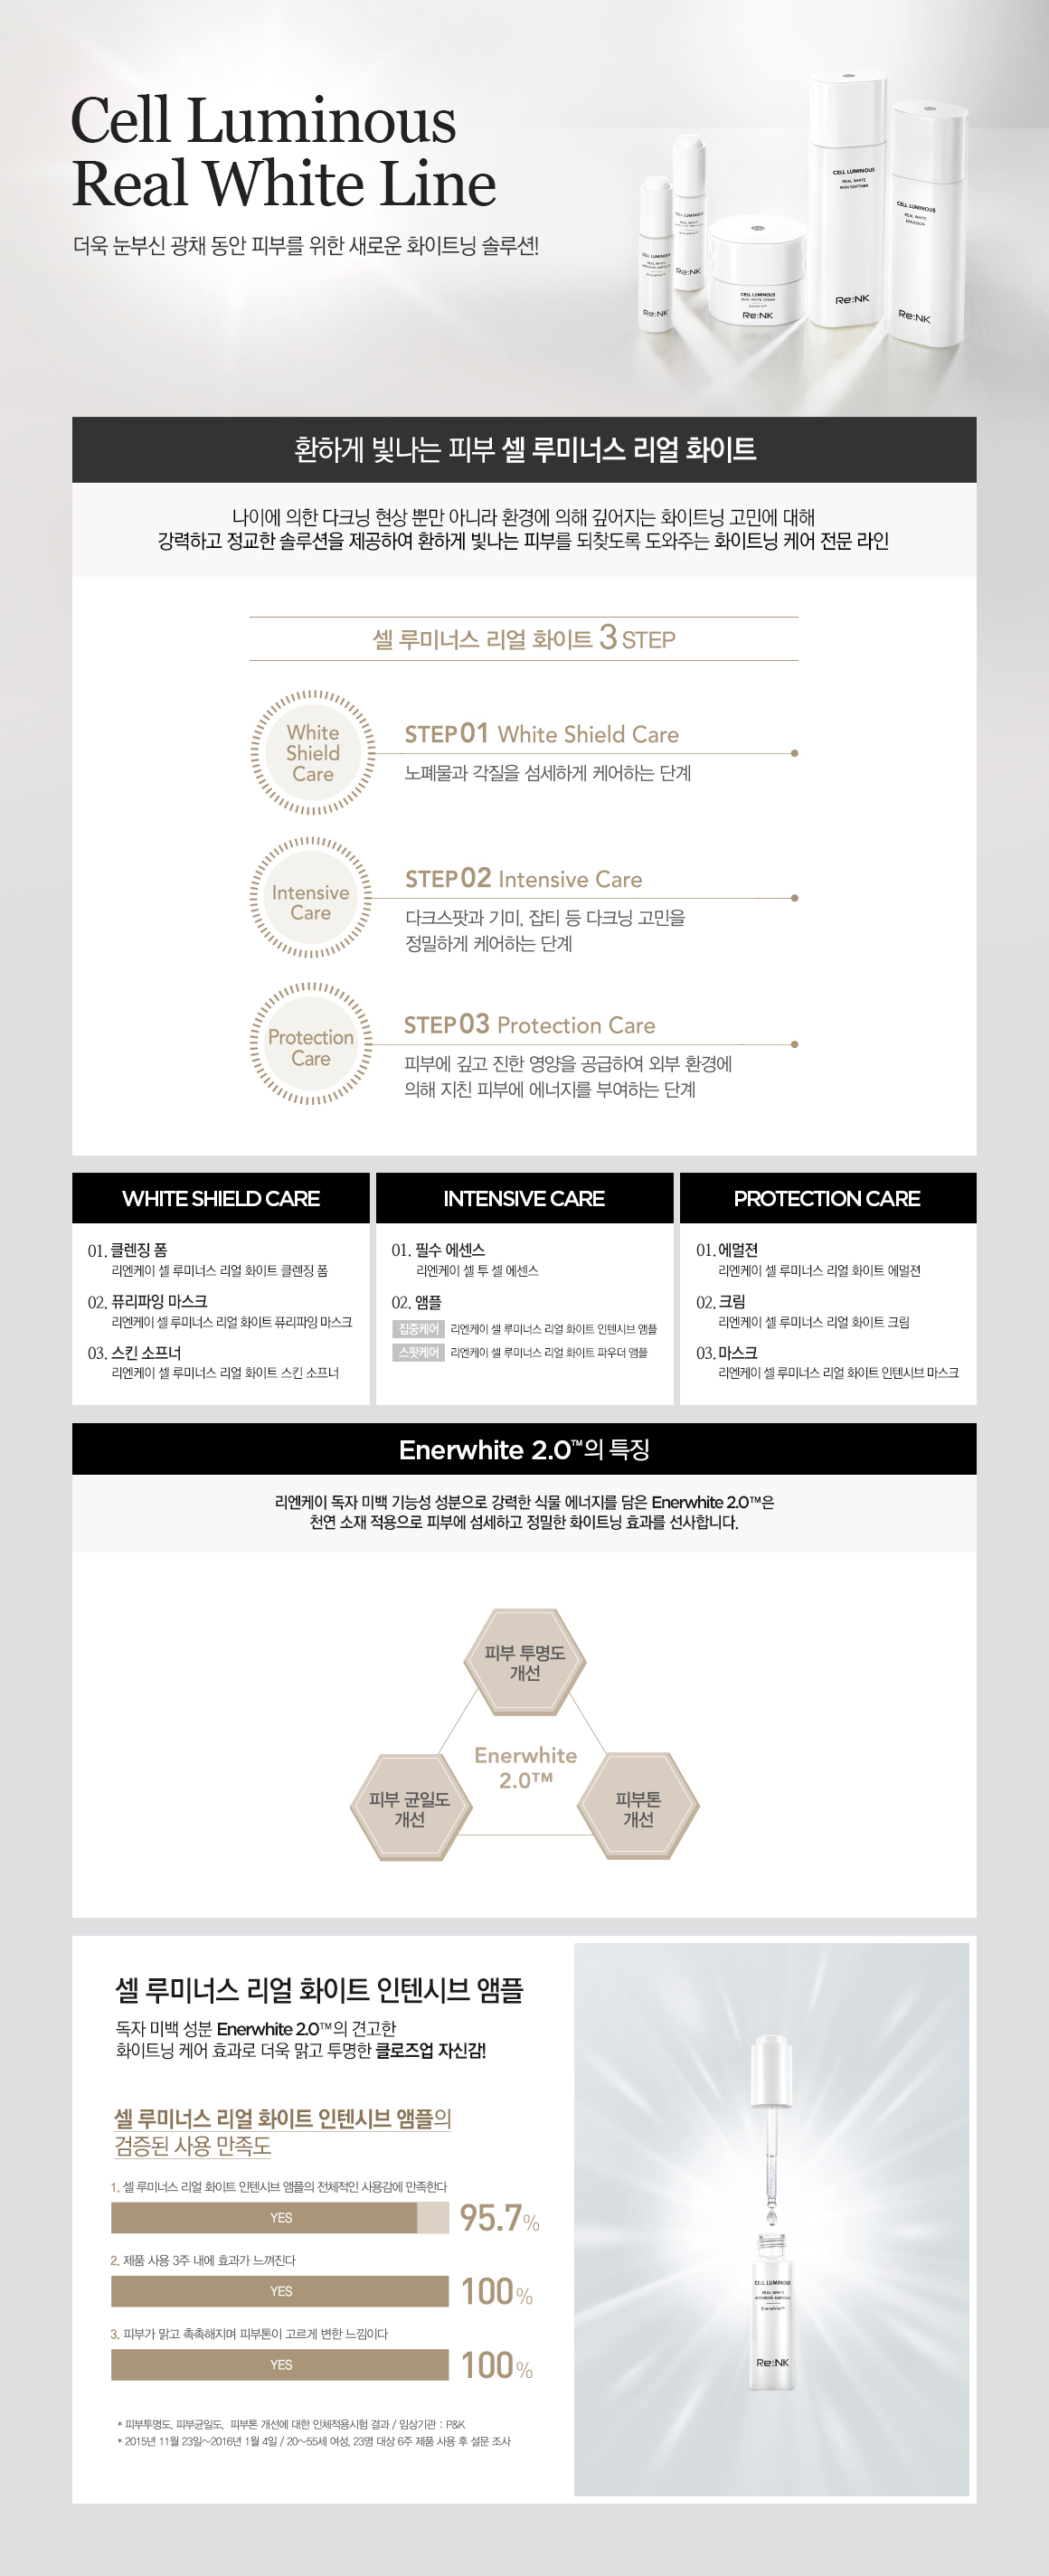 Cell Luminous
Real White Line
더욱 눈부신 광채 동안 피부를 위한 새로운 화이트닝 솔루션!
CELL LUMINOUS
REAL WHITE
SKIN SOFTNER
Re:NK
CELL LUMINOUS
REAL WHITE
EMULSION
Re:NK
CELL LUMINOUS
REAL WHITE CREAM
Re:NK
CELL LUMINOUS
Re:NK
CELL LUMINOUS
Re:NK
환하게 빛나는 피부 셀 루미너스 리얼 화이트
나이에 의한 다크닝 현상 뿐만 아니라 환경에 의해 깊어지는 화이트닝 고민에 대해
강력하고 정교한 솔루션을 제공하여 환하게 빛나는 피부를 되찾도록 도와주는 화이트닝 케어 전문 라인
셀 루미너스 리얼 화이트 3 STEP
White
Shield
Care
STEP01 White Shield Care
노폐물과 각질을 섬세하게 케어하는 단계
Intensive
Care
STEP02 Intensive Care
다크스팟과 기미, 잡티 등 다크닝 고민을
정밀하게 케어하는 단계
Protection
Care
STEP03 Protection Care
피부에 깊고 진한 영양을 공급하여 외부 환경에
의해 지친 피부에 에너지를 부여하는 단계
WHITE SHIELD CARE
01. 클렌징 폼
리엔케이 셀 루미너스 리얼 화이트 클렌징 폼
02. 퓨리파잉 마스크
리엔케이 셀 루미너스 리얼 화이트 퓨리파잉 마스크
03. 스킨 소프너
리엔케이 셀 루미너스 리얼 화이트 스킨 소프너
INTENSIVE CARE
01. 필수 에센스
리엔케이 셀 투 셀 에센스
02. 앰플
집중케어 리엔케이 셀 루미너스 리얼 화이트 인텐시브 앰플
스팟케어 리엔케이 셀 루미너스 리얼 화이트 파우더 앰플
PROTECTION CARE
01. 에멀젼
리엔케이 셀 루미너스 리얼 화이트 에멀젼
02. 크림
리엔케이 셀 루미너스 리얼 화이트 크림
03. 마스크
리엔케이 셀 루미너스 리얼 화이트 인텐시브 마스크
Enerwhite 2.0™의 특징
리엔케이 독자 미백 기능성 성분으로 강력한 식물 에너지를 담은 Enerwhite 2.0™은
천연 소재 적용으로 피부에 섬세하고 정밀한 화이트닝 효과를 선사합니다.
피부 투명도
개선
Enerwhite
2.0™
피부 균일도
개선
피부톤
개선
셀 루미너스 리얼 화이트 인텐시브 앰플
독자 미백 성분 Enerwhite 2.0™의 견고한
화이트닝 케어 효과로 더욱 맑고 투명한 클로즈업 자신감!
셀 루미너스 리얼 화이트 인텐시브 앰플의
검증된 사용 만족도
1. 셀 루미너스 리얼 화이트 인텐시브 앰플의 전체적인 사용감에 만족한다
YES 95.7%
2. 제품 사용 3주 내에 효과가 느껴진다
YES 100%
3. 피부가 맑고 촉촉해지며 피부톤이 고르게 변한 느낌이다
YES 100%
* 피부투명도, 피부균일도, 피부톤 개선에 대한 인체적용시험 결과 / 임상기관 : P&K
* 2015년 11월 23일~2016년 1월 4일 / 20~55세 여성, 23명 대상 6주 제품 사용 후 설문 조사
CELL LUMINOUS
REAL WHITE
INTENSIVE AMPOULE
Enerwhite™
Re:NK